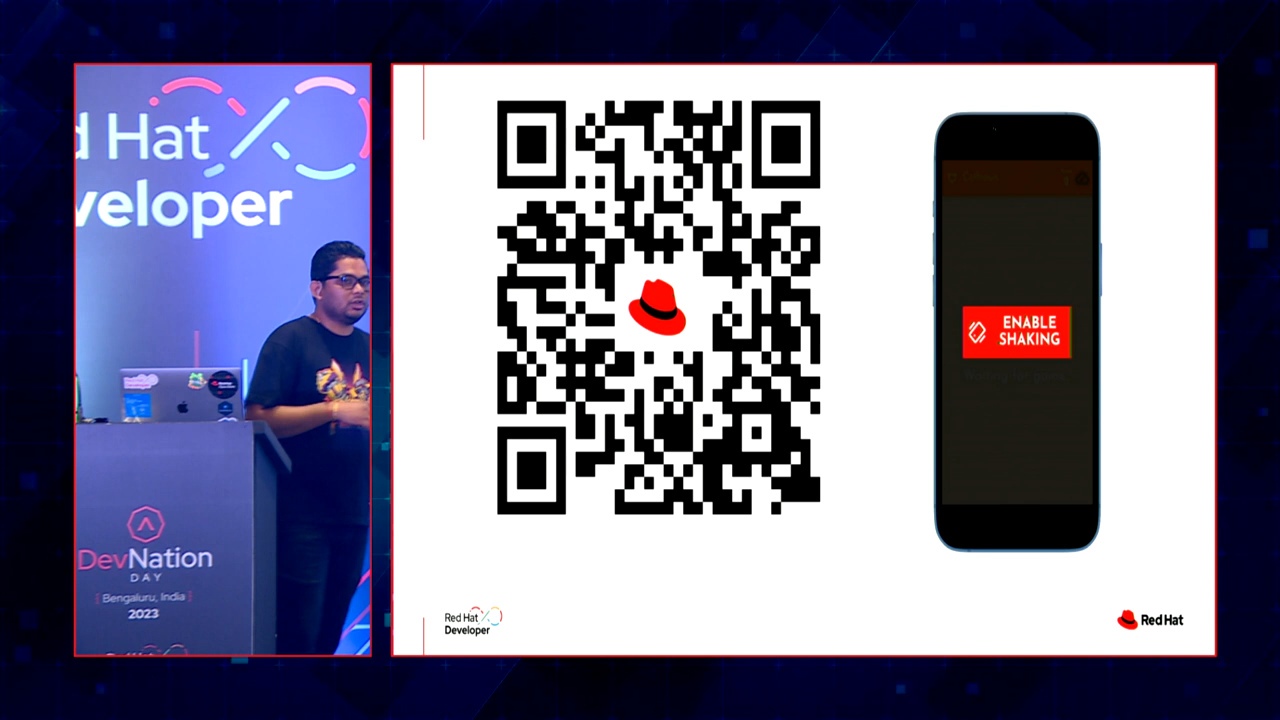 d Hat
veloper
DevNation
DAY
[ Bengaluru, India ]
2023
ENABLE
SHAKING
Red Hat
Developer
Red Hat